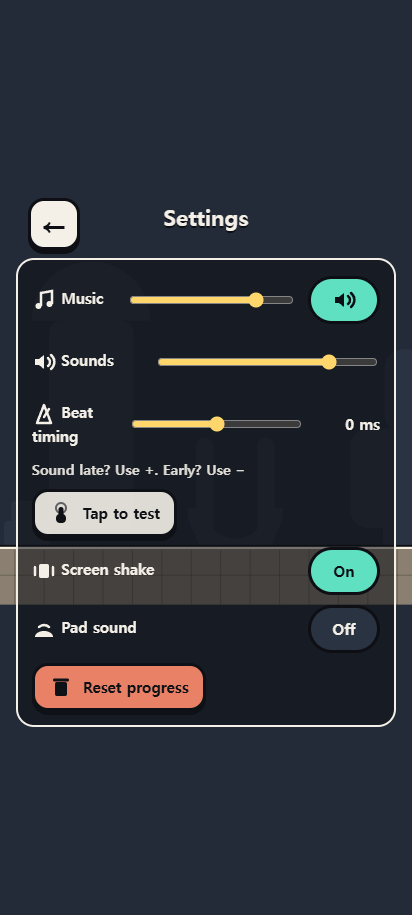 Settings
Music
Sounds
Beat
timing
0 ms
Sound late? Use +. Early? Use −
Tap to test
Screen shake
On
Pad sound
Off
Reset progress